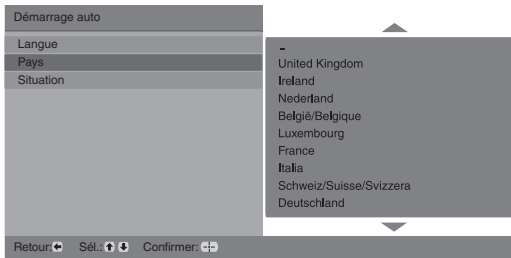 Démarrage auto
Langue
Pays
Situation
-
United Kingdom
Ireland
Nederland
België/Belgique
Luxembourg
France
Italia
Schweiz/Suisse/Svizzera
Deutschland
Retour: Sél.: Confirmer: